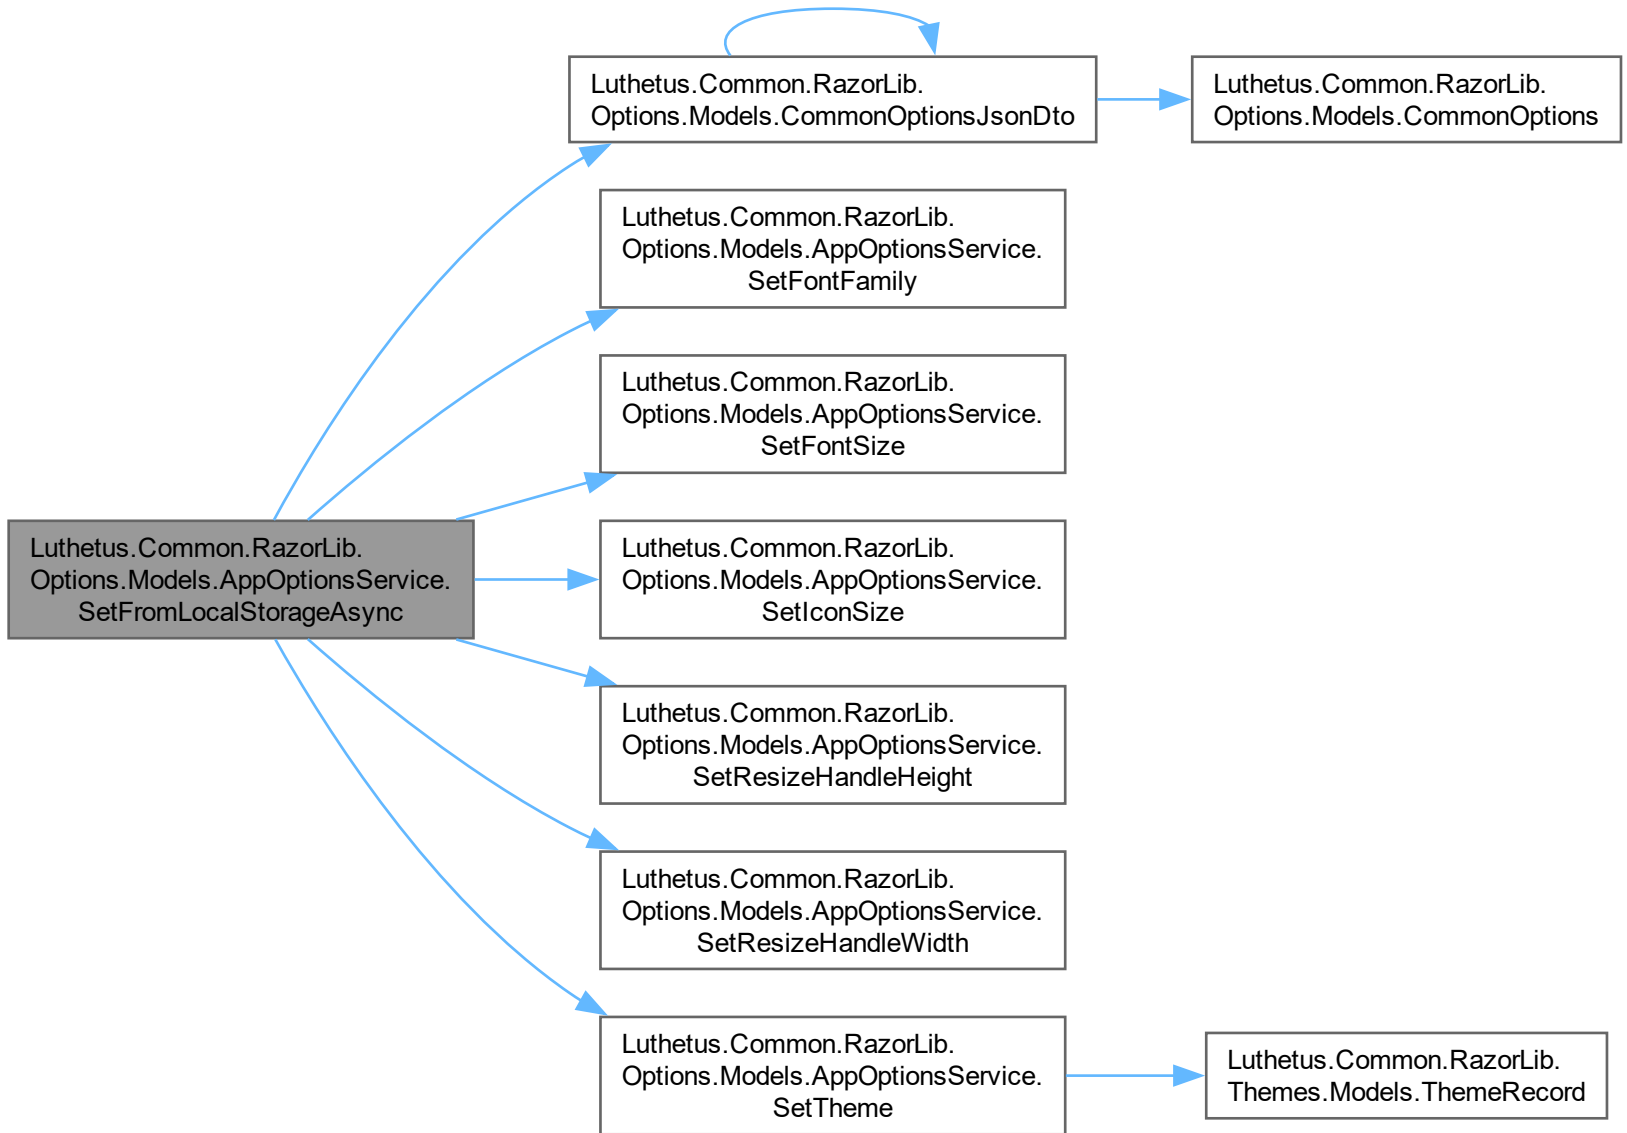 Luthetus.Common.RazorLib.
Options.Models.CommonOptionsJsonDto
Luthetus.Common.RazorLib.
Options.Models.CommonOptions
Luthetus.Common.RazorLib.
Options.Models.AppOptionsService.
SetFontFamily
Luthetus.Common.RazorLib.
Options.Models.AppOptionsService.
SetFontSize
Luthetus.Common.RazorLib.
Options.Models.AppOptionsService.
SetFromLocalStorageAsync
Luthetus.Common.RazorLib.
Options.Models.AppOptionsService.
SetIconSize
Luthetus.Common.RazorLib.
Options.Models.AppOptionsService.
SetResizeHandleHeight
Luthetus.Common.RazorLib.
Options.Models.AppOptionsService.
SetResizeHandleWidth
Luthetus.Common.RazorLib.
Options.Models.AppOptionsService.
SetTheme
Luthetus.Common.RazorLib.
Themes.Models.ThemeRecord